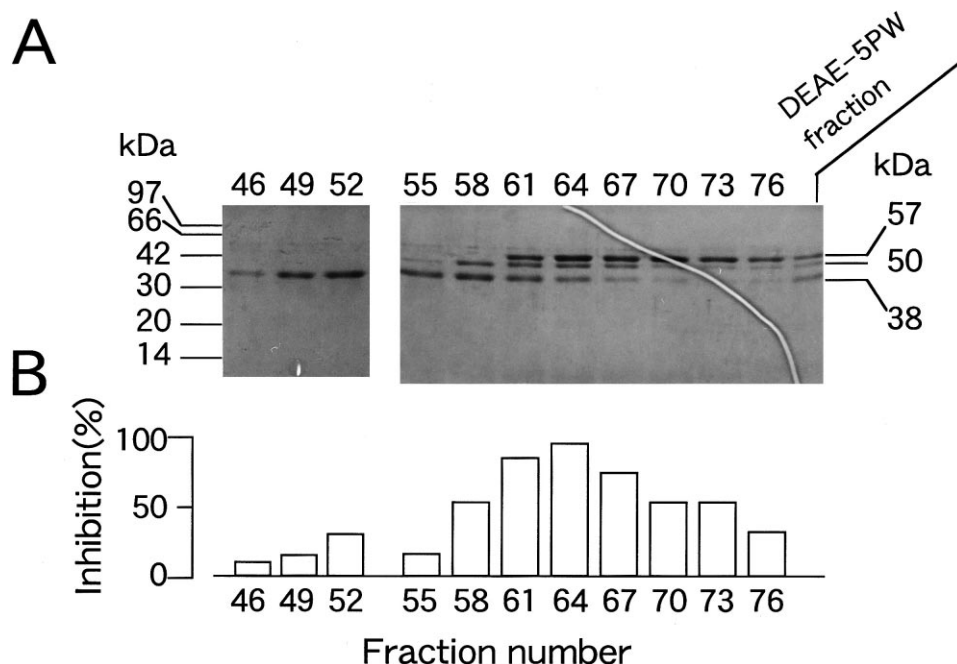 A
DEAE-5PW
fraction
kDa
kDa
46 49 52 55 58 61 64 67 70 73 76
97
66
42
30
20
14
57
50
38
B
Inhibition(%)
100
50
0
46 49 52 55 58 61 64 67 70 73 76
Fraction number